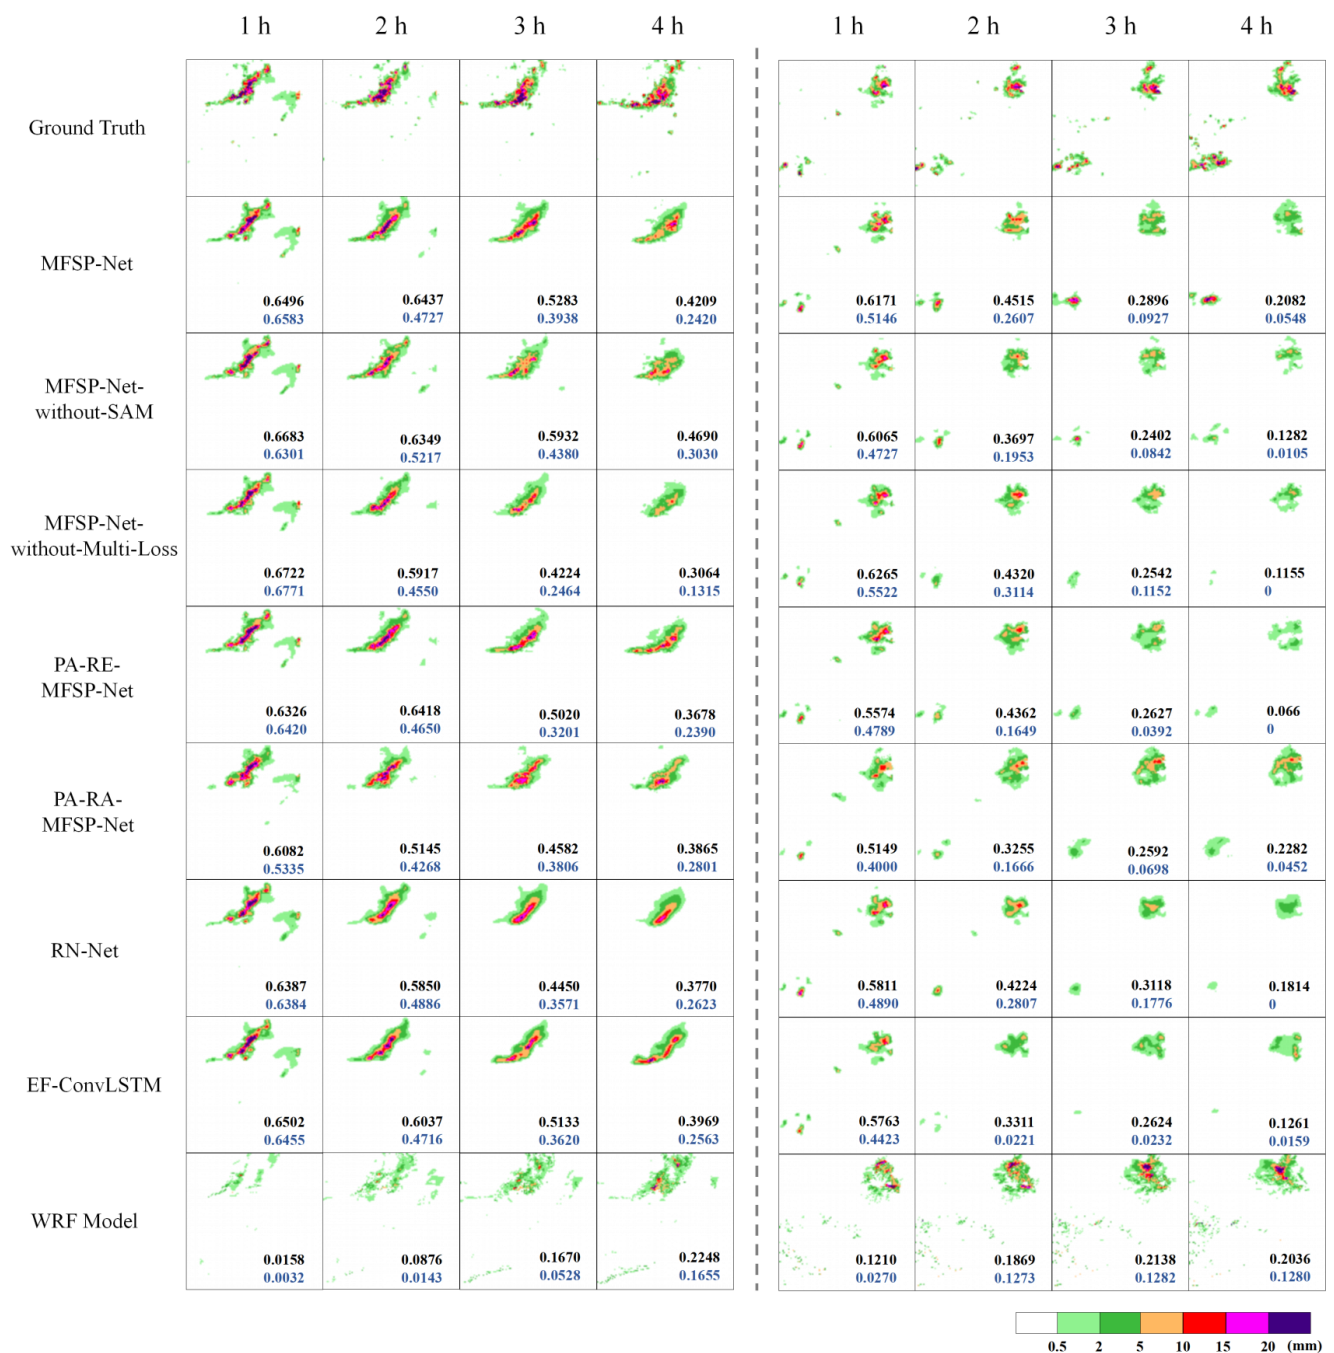 1 h 2 h 3 h 4 h 1 h 2 h 3 h 4 h
Ground Truth
MFSP-Net
0.6496 0.6437 0.5283 0.4209 0.6171 0.4515 0.2896 0.2082
0.6583 0.4727 0.3938 0.2420 0.5146 0.2607 0.0927 0.0548
MFSP-Net-
without-SAM
0.6683 0.6349 0.5932 0.4690 0.6065 0.3697 0.2402 0.1282
0.6301 0.5217 0.4380 0.3030 0.4727 0.1953 0.0842 0.0105
MFSP-Net-
without-Multi-Loss
0.6722 0.5917 0.4224 0.3064 0.6265 0.4320 0.2542 0.1155
0.6771 0.4550 0.2464 0.1315 0.5522 0.3114 0.1152 0
PA-RE-
MFSP-Net
0.6326 0.6418 0.5020 0.3678 0.5574 0.4362 0.2627 0.066
0.6420 0.4650 0.3201 0.2390 0.4789 0.1649 0.0392 0
PA-RA-
MFSP-Net
0.6082 0.5145 0.4582 0.3865 0.5149 0.3255 0.2592 0.2282
0.5335 0.4268 0.3806 0.2801 0.4000 0.1666 0.0698 0.0452
RN-Net
0.6387 0.5850 0.4450 0.3770 0.5811 0.4224 0.3118 0.1814
0.6384 0.4886 0.3571 0.2623 0.4890 0.2807 0.1776 0
EF-ConvLSTM
0.6502 0.6037 0.5133 0.3969 0.5763 0.3311 0.2624 0.1261
0.6455 0.4716 0.3620 0.2563 0.4423 0.0221 0.0232 0.0159
WRF Model
0.0158 0.0876 0.1670 0.2248 0.1210 0.1869 0.2138 0.2036
0.0032 0.0143 0.0528 0.1655 0.0270 0.1273 0.1282 0.1280
0.5 2 5 10 15 20 (mm)